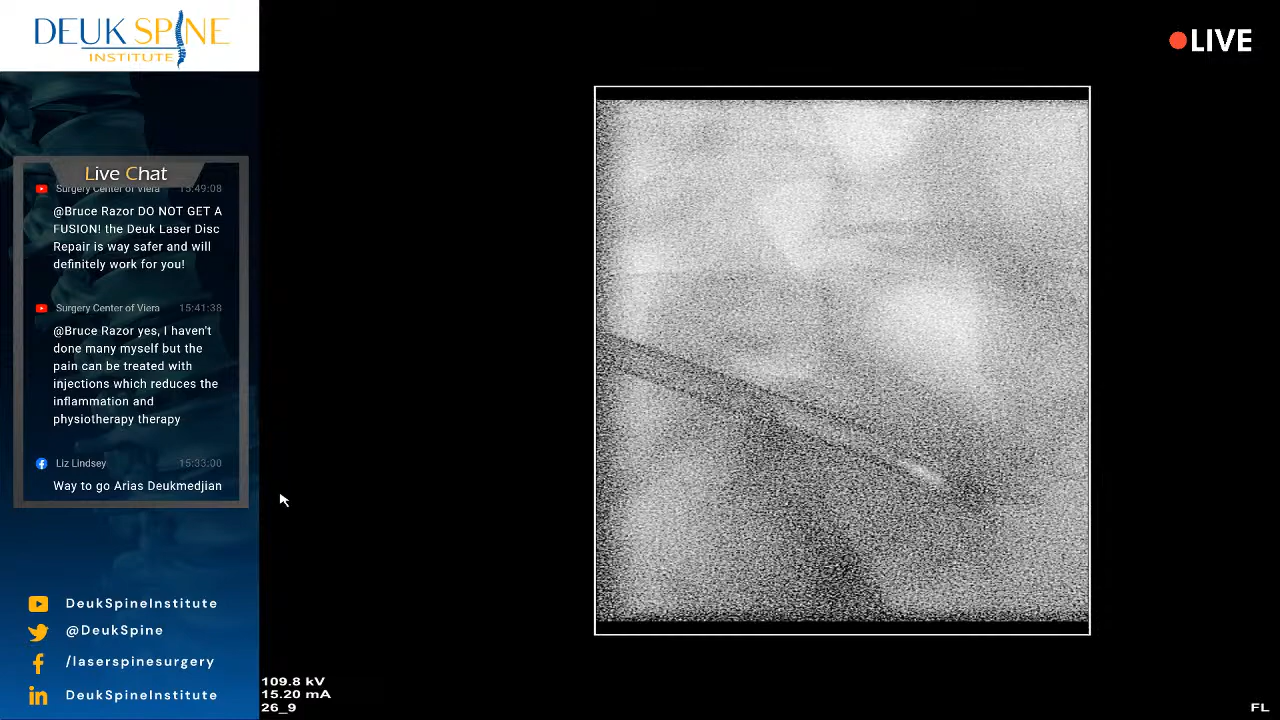 DEUK SPINE
INSTITUTE
LIVE
Live Chat
Surgery Center of Viera 15:49:08
@Bruce Razor DO NOT GET A
FUSION! the Deuk Laser Disc
Repair is way safer and will
definitely work for you!
Surgery Center of Viera 15:41:38
@Bruce Razor yes, I haven't
done many myself but the
pain can be treated with
injections which reduces the
inflammation and
physiotherapy therapy
Liz Lindsey 15:33:00
Way to go Arias Deukmedjian
DeukSpineInstitute
@DeukSpine
/laserspinesurgery
DeukSpineInstitute
109.8 kV
15.20 mA
26_9
FL